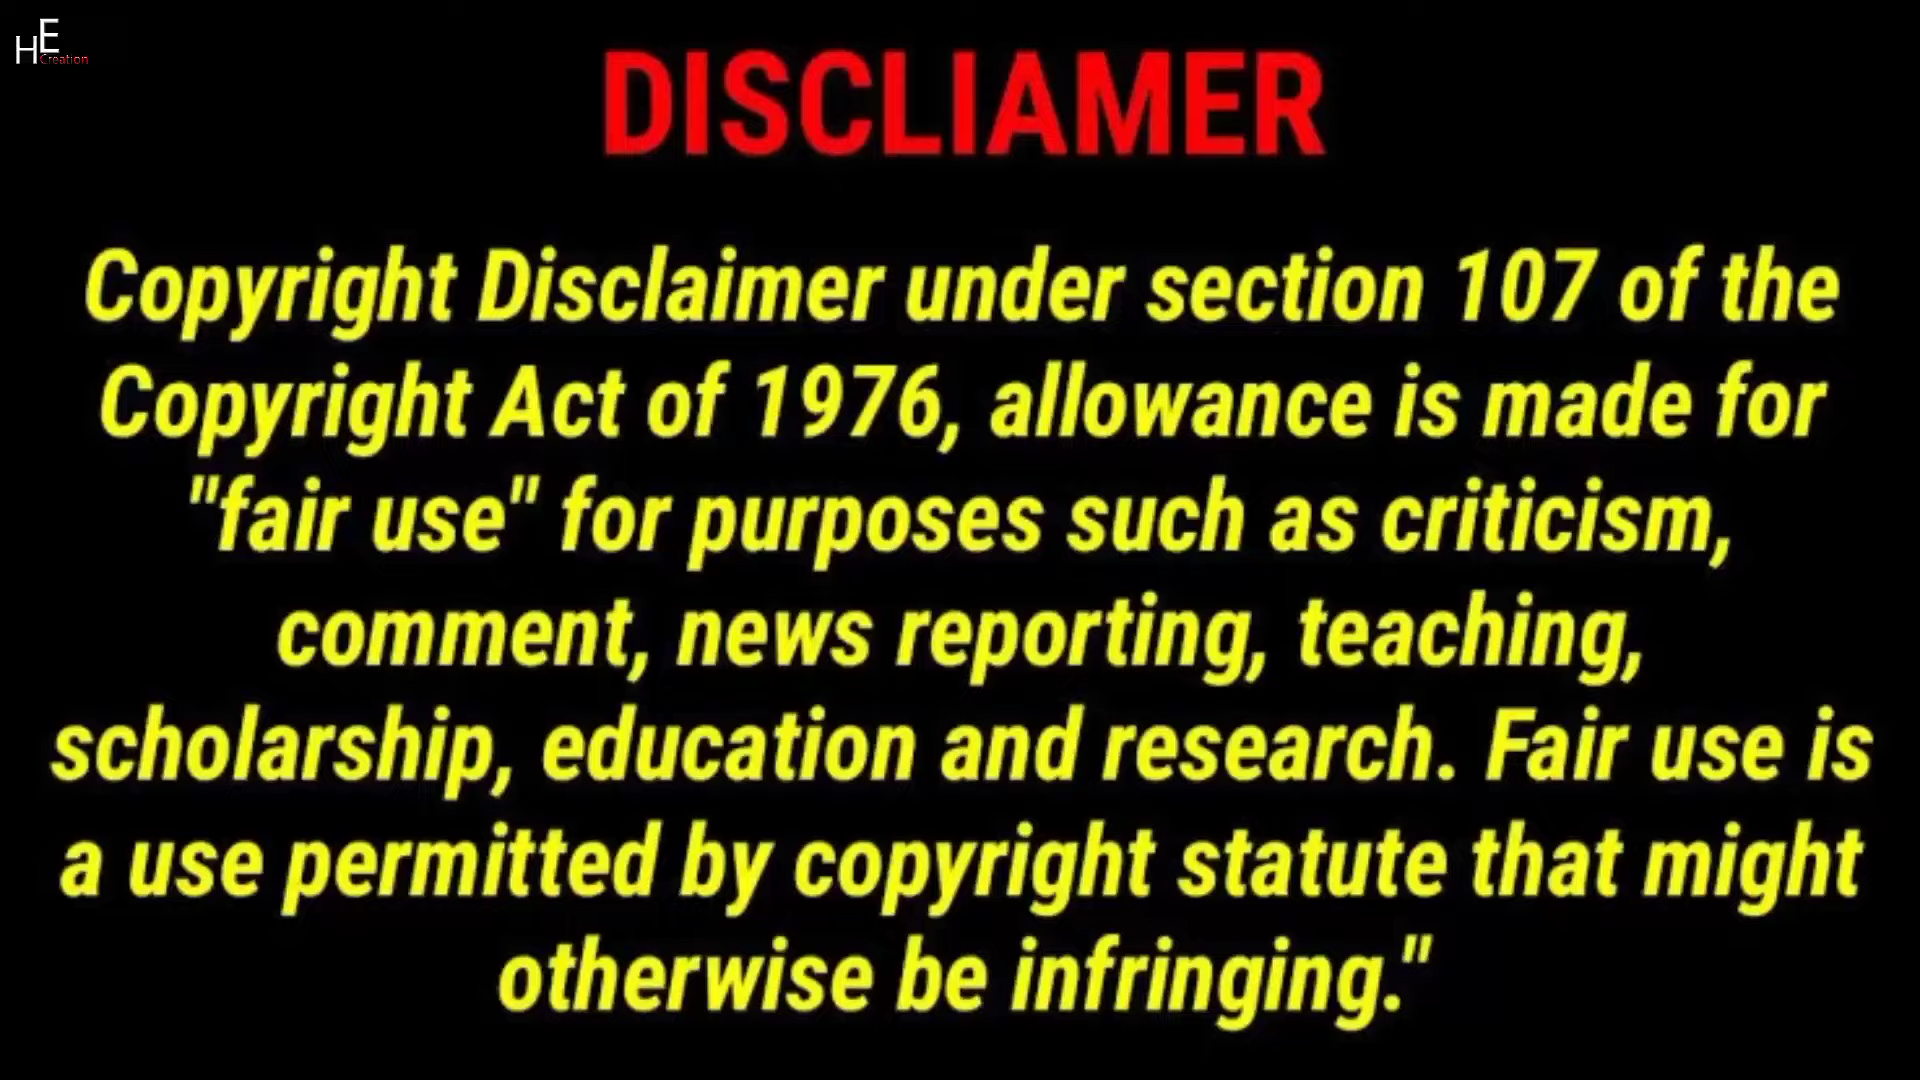 HE
Creation
DISCLIAMER
Copyright Disclaimer under section 107 of the
Copyright Act of 1976, allowance is made for
"fair use" for purposes such as criticism,
comment, news reporting, teaching,
scholarship, education and research. Fair use is
a use permitted by copyright statute that might
otherwise be infringing."